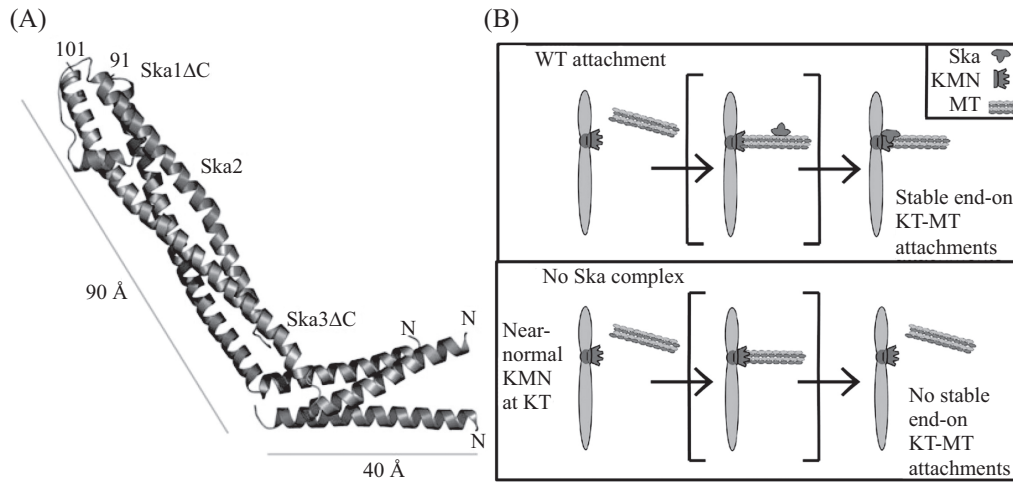 (A)
101
91
Ska1ΔC
Ska2
90 Å
Ska3ΔC
N
N
N
40 Å
(B)
WT attachment
Ska
KMN
MT
Stable end-on
KT-MT
attachments
No Ska complex
Near-
normal
KMN
at KT
No stable
end-on
KT-MT
attachments